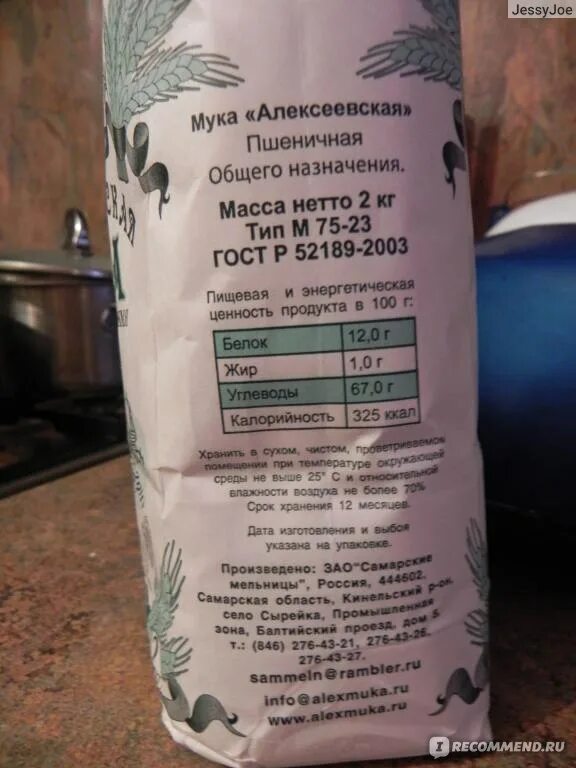 JessyJoe
Мука «Алексеевская»
Пшеничная
Общего назначения.
Масса нетто 2 кг
Тип М 75-23
ГОСТ Р 52189-2003
Пищевая и энергетическая
ценность продукта в 100 г:
Белок 12,0 г
Жир 1,0 г
Углеводы 67,0 г
Калорийность 325 ккал
Хранить в сухом, чистом, проветриваемом
помещении при температуре окружающей
среды не выше 25° С и относительной
влажности воздуха не более 70%
Срок хранения 12 месяцев.
Дата изготовления и выбоя
указана на упаковке.
Произведено: ЗАО"Самарские
мельницы", Россия, 444602,
Самарская область, Кинельский р-он,
село Сырейка, Промышленная
зона, Балтийский проезд, дом 5
т.: (846) 276-43-21, 276-43-26,
276-43-27.
sammeln@rambler.ru
info@alexmuka.ru
www.alexmuka.ru
IRECOMMEND.RU